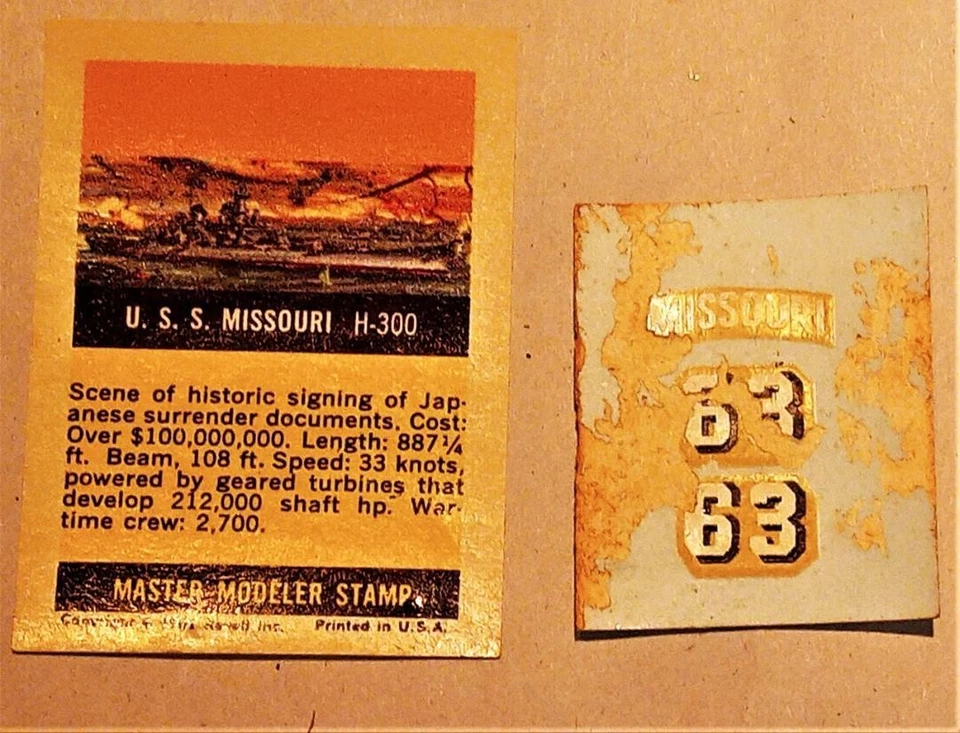 U. S. S. MISSOURI H-300
Scene of historic signing of Jap-
anese surrender documents. Cost:
Over $100,000,000. Length: 887¼
ft. Beam, 108 ft. Speed: 33 knots,
powered by geared turbines that
develop 212,000 shaft hp. War-
time crew: 2,700.
MASTER MODELER STAMP
Inc. Printed in U.S.A.
MISSOURI
63
63